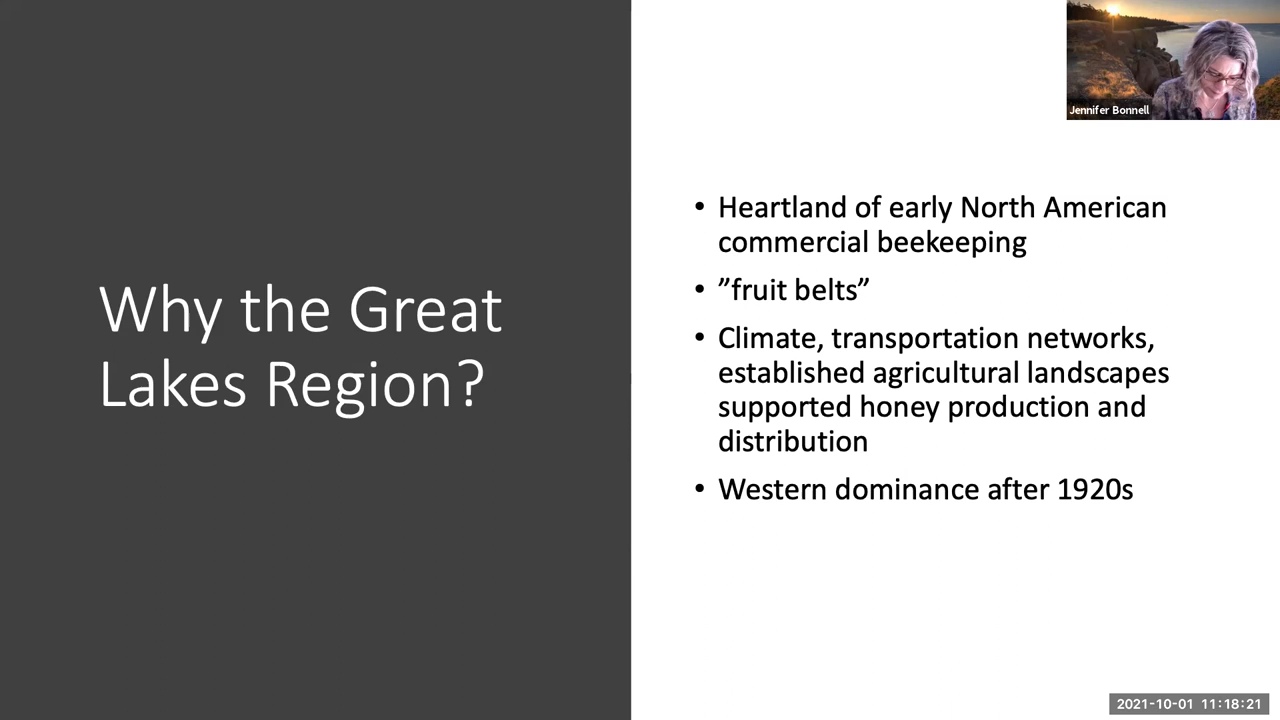 Jennifer Bonnell
Why the Great
Lakes Region?
• Heartland of early North American
commercial beekeeping
• ”fruit belts”
• Climate, transportation networks,
established agricultural landscapes
supported honey production and
distribution
• Western dominance after 1920s
2021-10-01 11:18:21